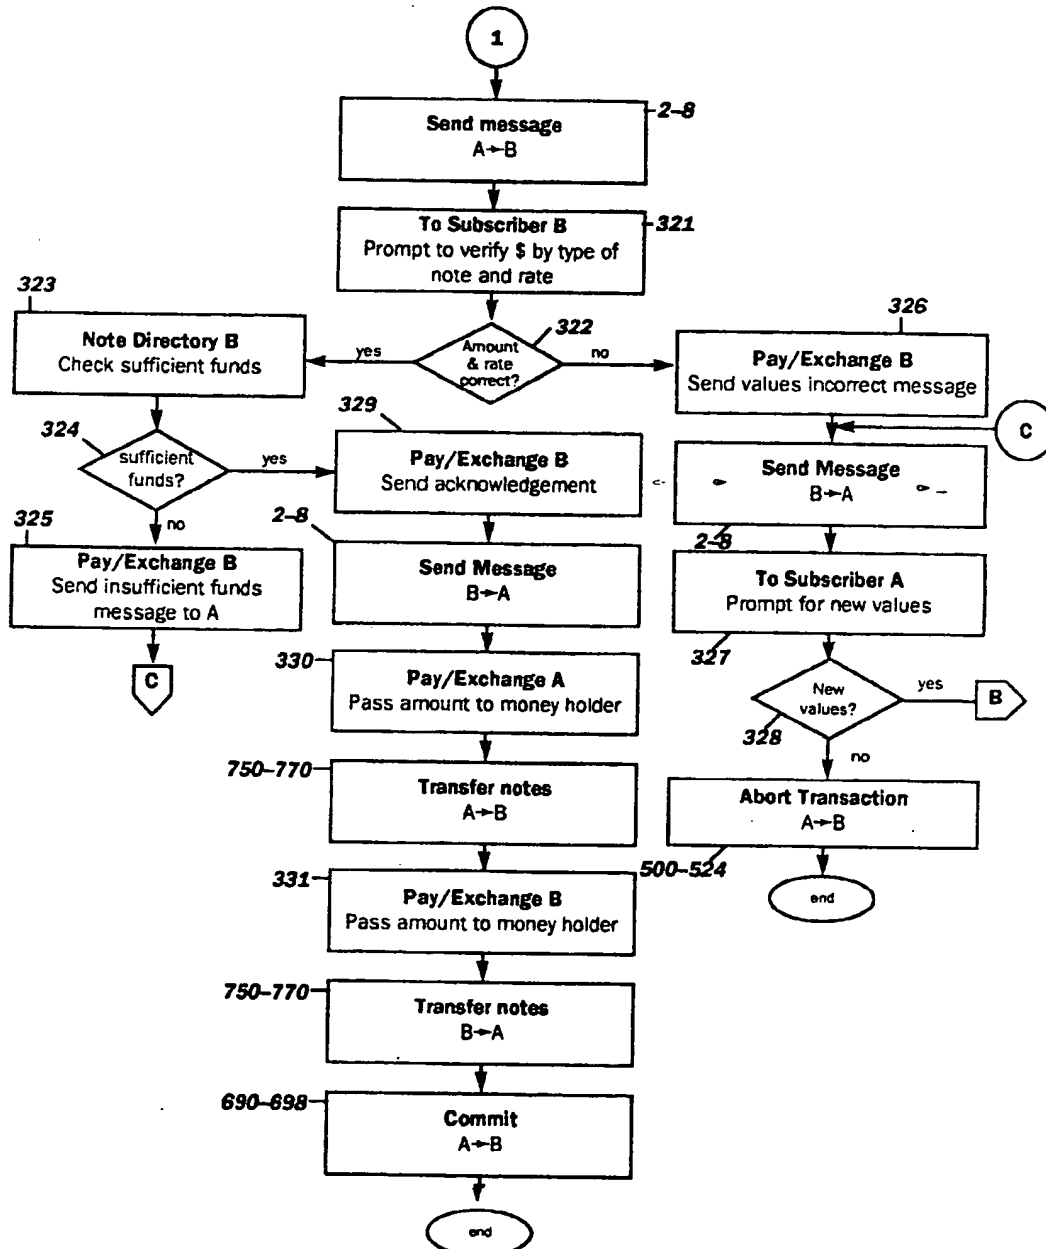 1
2-8
Send message
A→B
To Subscriber B
Prompt to verify $ by type of
note and rate
321
323
Note Directory B
Check sufficient funds
yes
Amount
& rate
correct?
322
no
326
Pay/Exchange B
Send values incorrect message
C
324
sufficient
funds?
yes
329
Pay/Exchange B
Send acknowledgement
Send Message
B→A
2-8
no
325
Pay/Exchange B
Send insufficient funds
message to A
C
2-8
Send Message
B→A
To Subscriber A
Prompt for new values
327
330
Pay/Exchange A
Pass amount to money holder
New
values?
328
yes
B
no
750-770
Transfer notes
A→B
Abort Transaction
A→B
500-524
end
331
Pay/Exchange B
Pass amount to money holder
750-770
Transfer notes
B→A
690-698
Commit
A→B
end